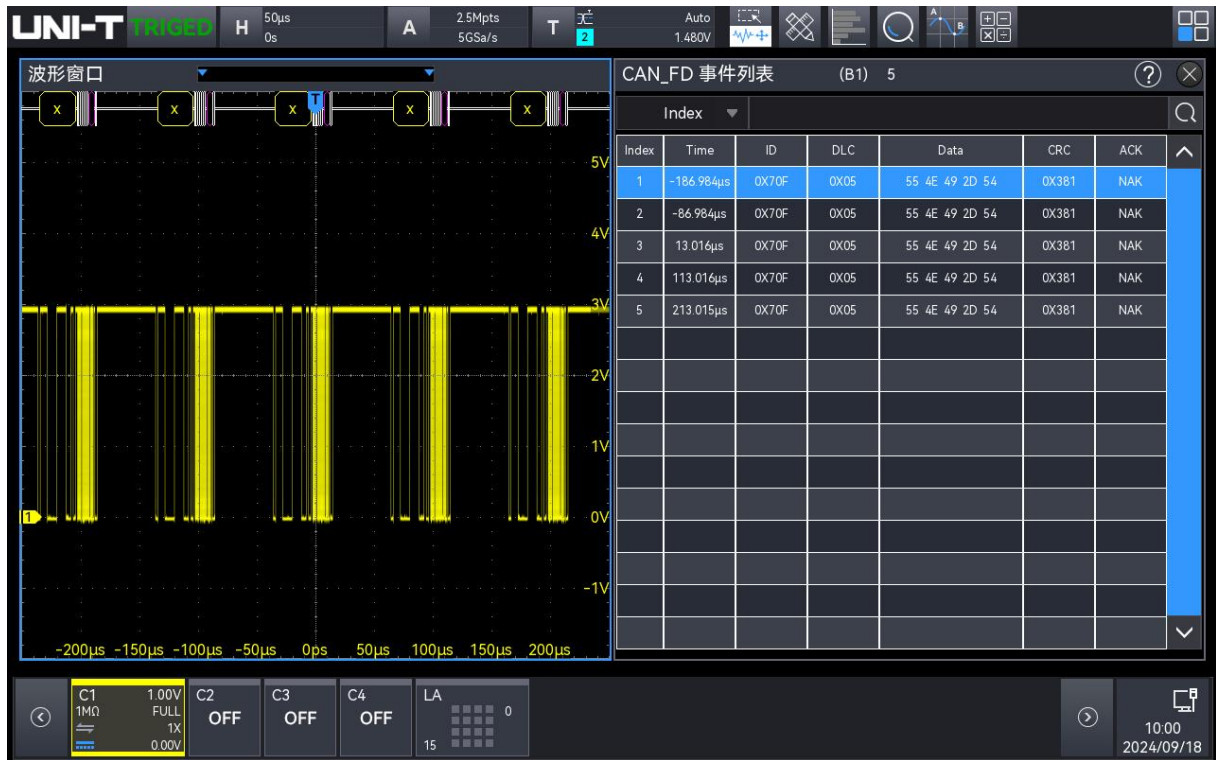 UNI-T TRIGED H 50μs 0s A 2.5Mpts 5GSa/s T 2 Auto 1.480V
波形窗口
T
X X X X X
5V
4V
3V
2V
1V
1 0V
-1V
-200μs -150μs -100μs -50μs 0ps 50μs 100μs 150μs 200μs
CAN_FD 事件列表 (B1) 5
Index
Index Time ID DLC Data CRC ACK
1 -186.984μs 0X70F 0X05 55 4E 49 2D 54 0X381 NAK
2 -86.984μs 0X70F 0X05 55 4E 49 2D 54 0X381 NAK
3 13.016μs 0X70F 0X05 55 4E 49 2D 54 0X381 NAK
4 113.016μs 0X70F 0X05 55 4E 49 2D 54 0X381 NAK
5 213.015μs 0X70F 0X05 55 4E 49 2D 54 0X381 NAK
C1 1.00V
1MΩ FULL
1X
0.00V
C2
OFF
C3
OFF
C4
OFF
LA
0
15
10:00
2024/09/18